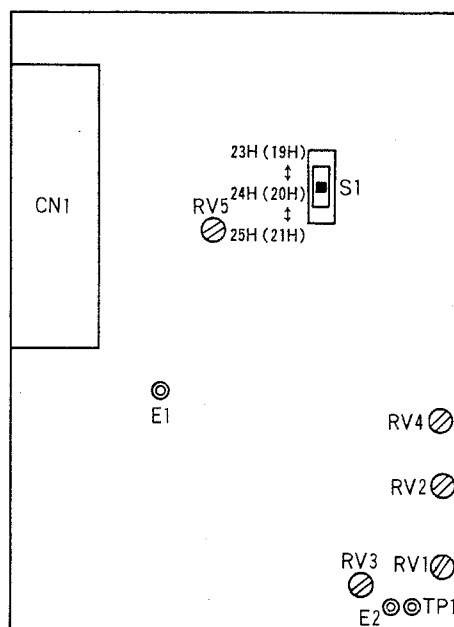 23H (19H)
↕
24H (20H)
↕
25H (21H)
S1
CN1
RV5
E1
RV4
RV2
RV3
RV1
E2
TP1